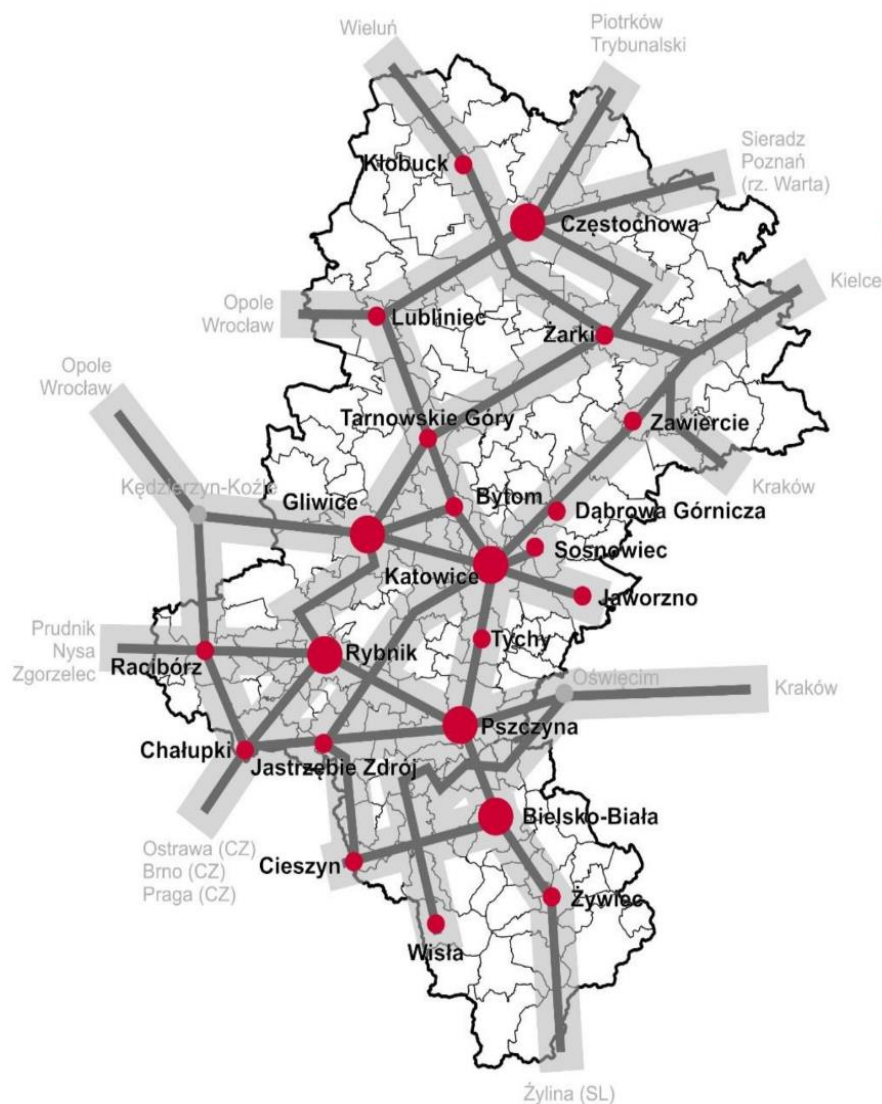 Wieluń
Piotrków
Trybunalski
Sieradz
Poznań
(rz. Warta)
Kłobuck
Częstochowa
Opole
Wrocław
Lubliniec
Kielce
Żarki
Opole
Wrocław
Tarnowskie Góry
Zawiercie
Kraków
Kędzierzyn-Koźle
Gliwice
Bytom
Dąbrowa Górnicza
Sosnowiec
Katowice
Jaworzno
Prudnik
Nysa
Zgorzelec
Racibórz
Rybnik
Tychy
Oświęcim
Kraków
Pszczyna
Chałupki
Jastrzębie Zdrój
Bielsko-Biała
Ostrawa (CZ)
Brno (CZ)
Praga (CZ)
Cieszyn
Żywiec
Wisła
Żylina (SL)